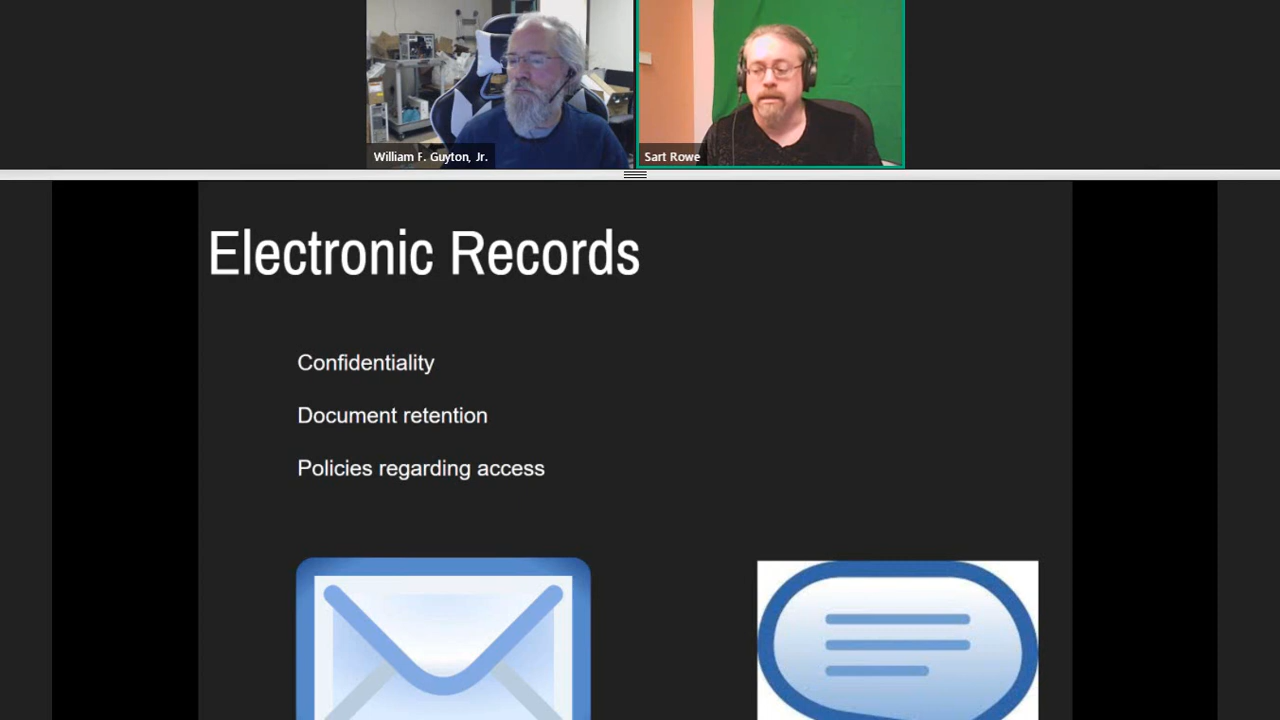 William F. Guyton, Jr.
Sart Rowe
Electronic Records
Confidentiality
Document retention
Policies regarding access